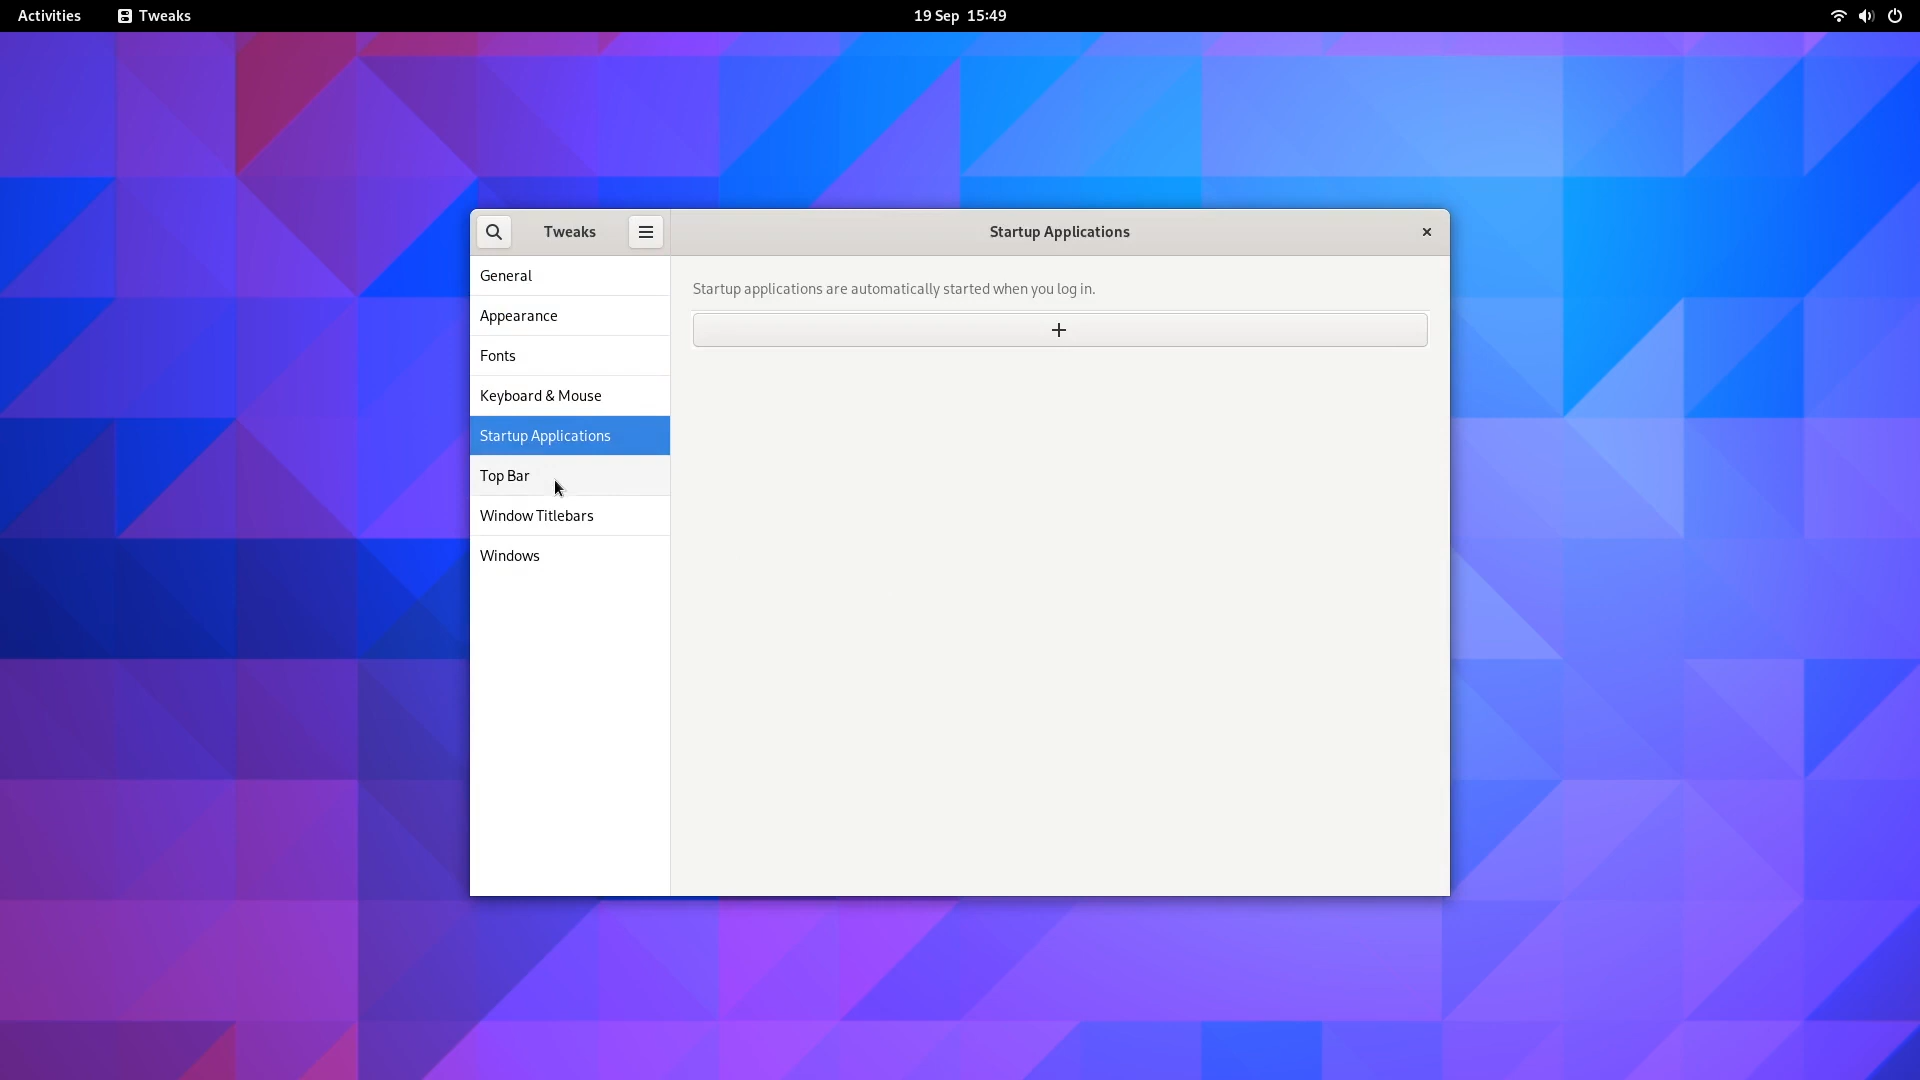 Activities
Tweaks
19 Sep 15:49
Tweaks
Startup Applications
General
Appearance
Fonts
Keyboard & Mouse
Startup Applications
Top Bar
Window Titlebars
Windows
Startup applications are automatically started when you log in.